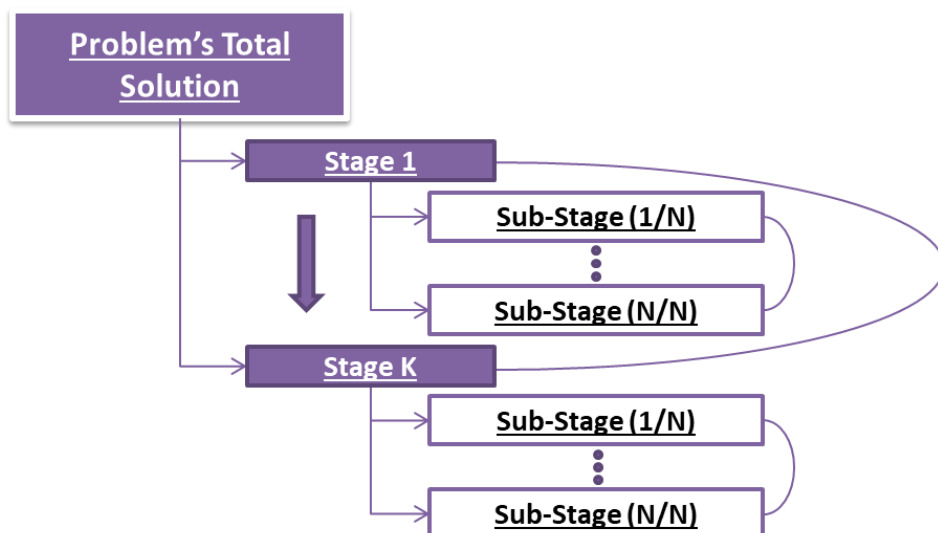 Problem’s Total
Solution
Stage 1
Sub-Stage (1/N)
Sub-Stage (N/N)
Stage K
Sub-Stage (1/N)
Sub-Stage (N/N)